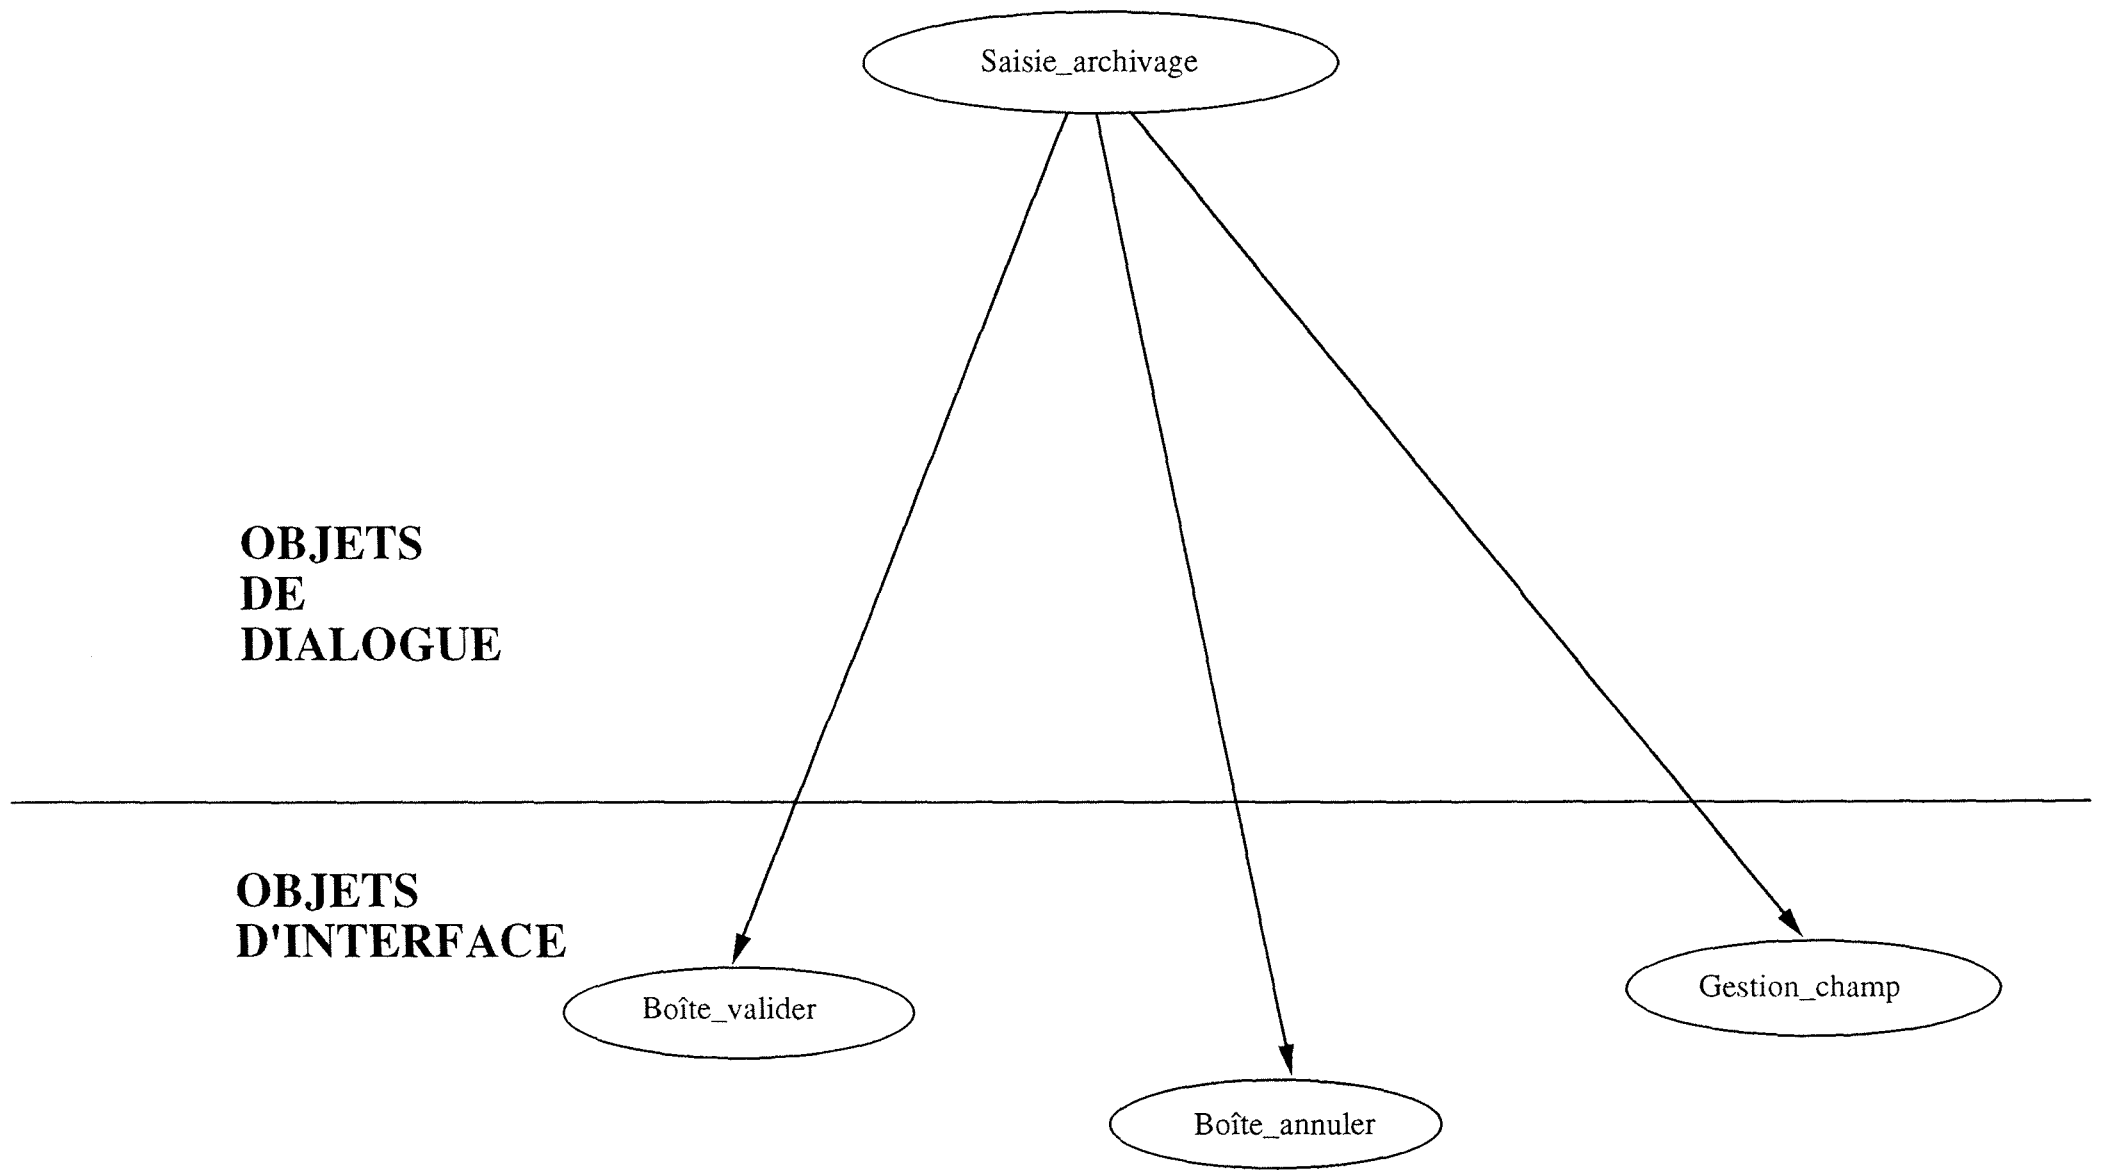 Saisie_archivage
OBJETS
DE
DIALOGUE
OBJETS
D'INTERFACE
Boîte_valider
Gestion_champ
Boîte_annuler